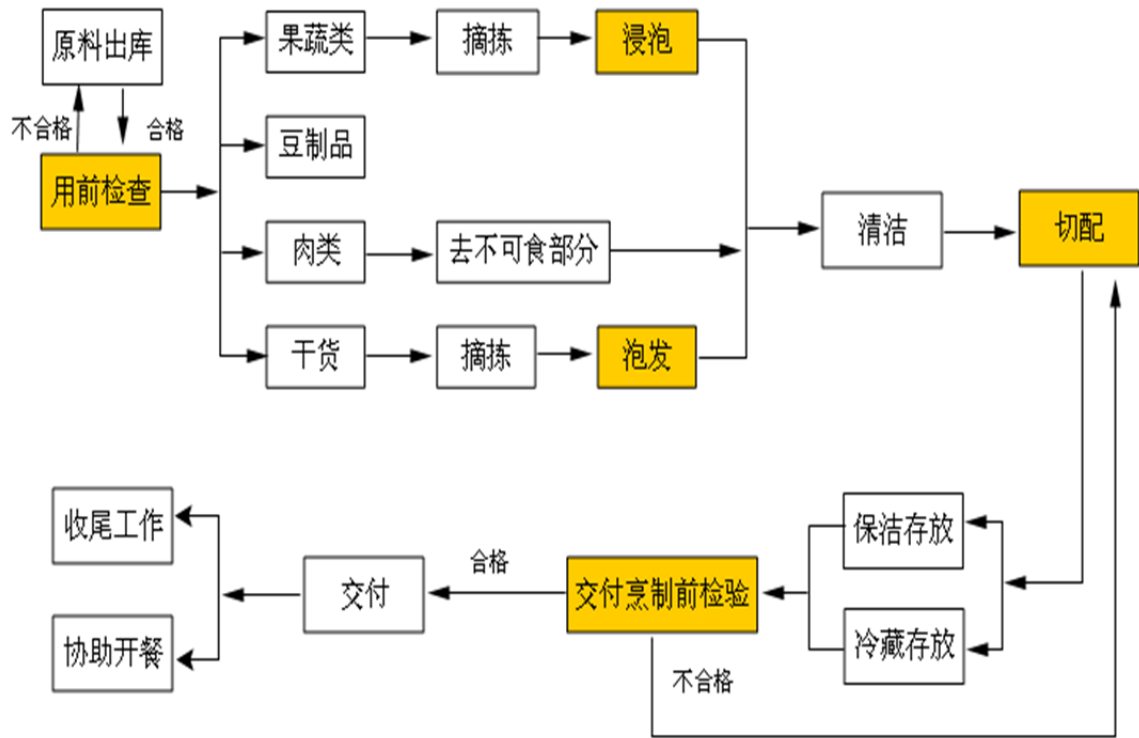 原料出库
不合格
合格
用前检查
果蔬类
摘拣
浸泡
豆制品
肉类
去不可食部分
干货
摘拣
泡发
清洁
切配
收尾工作
协助开餐
交付
合格
交付烹制前检验
不合格
保洁存放
冷藏存放